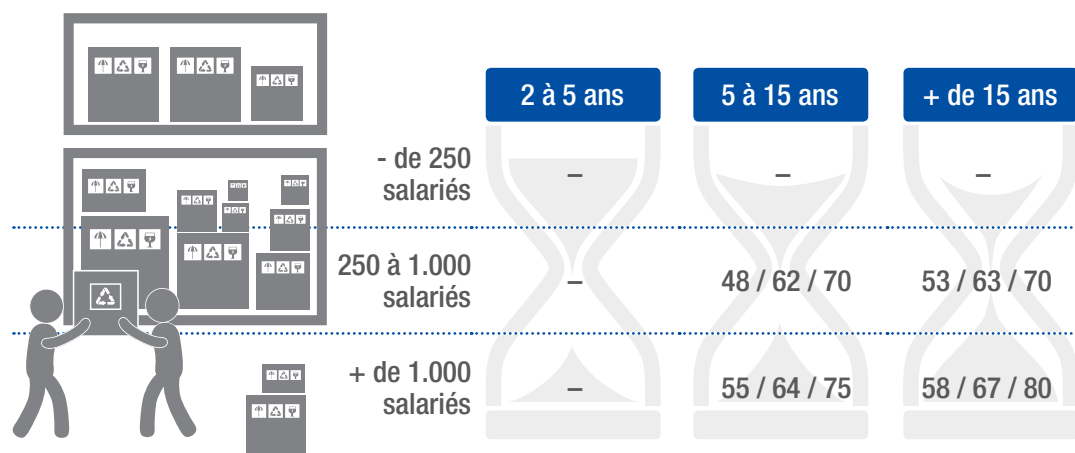 2 à 5 ans
5 à 15 ans
+ de 15 ans
- de 250
salariés
–
–
–
250 à 1.000
salariés
–
48 / 62 / 70
53 / 63 / 70
+ de 1.000
salariés
–
55 / 64 / 75
58 / 67 / 80